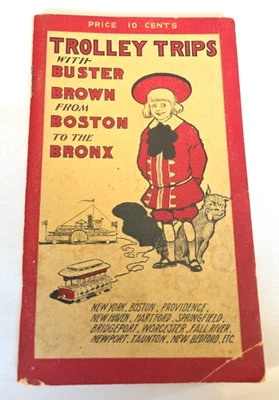 PRICE 10 CENTS
TROLLEY TRIPS
WITH
BUSTER
BROWN
FROM
BOSTON
TO THE
BRONX
NEW YORK, BOSTON, PROVIDENCE,
NEW HAVEN, HARTFORD, SPRINGFIELD,
BRIDGEPORT, WORCESTER, FALL RIVER,
NEWPORT, TAUNTON, NEW BEDFORD, ETC.